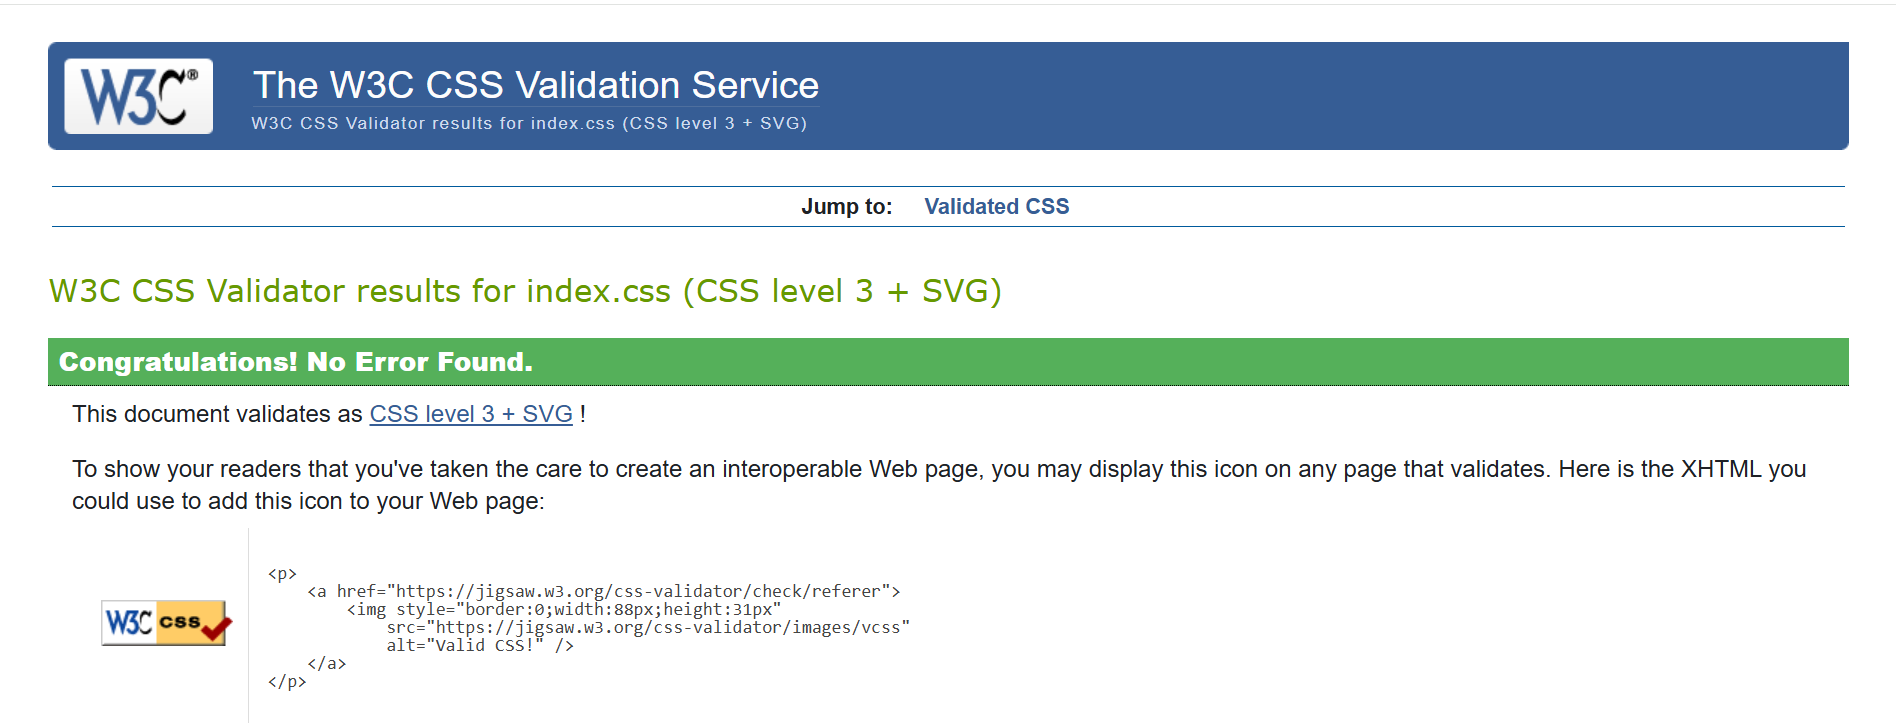 W3C®
The W3C CSS Validation Service
W3C CSS Validator results for index.css (CSS level 3 + SVG)
Jump to: Validated CSS
W3C CSS Validator results for index.css (CSS level 3 + SVG)
Congratulations! No Error Found.
This document validates as CSS level 3 + SVG !
To show your readers that you've taken the care to create an interoperable Web page, you may display this icon on any page that validates. Here is the XHTML you
could use to add this icon to your Web page:
W3C css
<p>
    <a href="https://jigsaw.w3.org/css-validator/check/referer">
        <img style="border:0;width:88px;height:31px"
            src="https://jigsaw.w3.org/css-validator/images/vcss"
            alt="Valid CSS!" />
    </a>
</p>